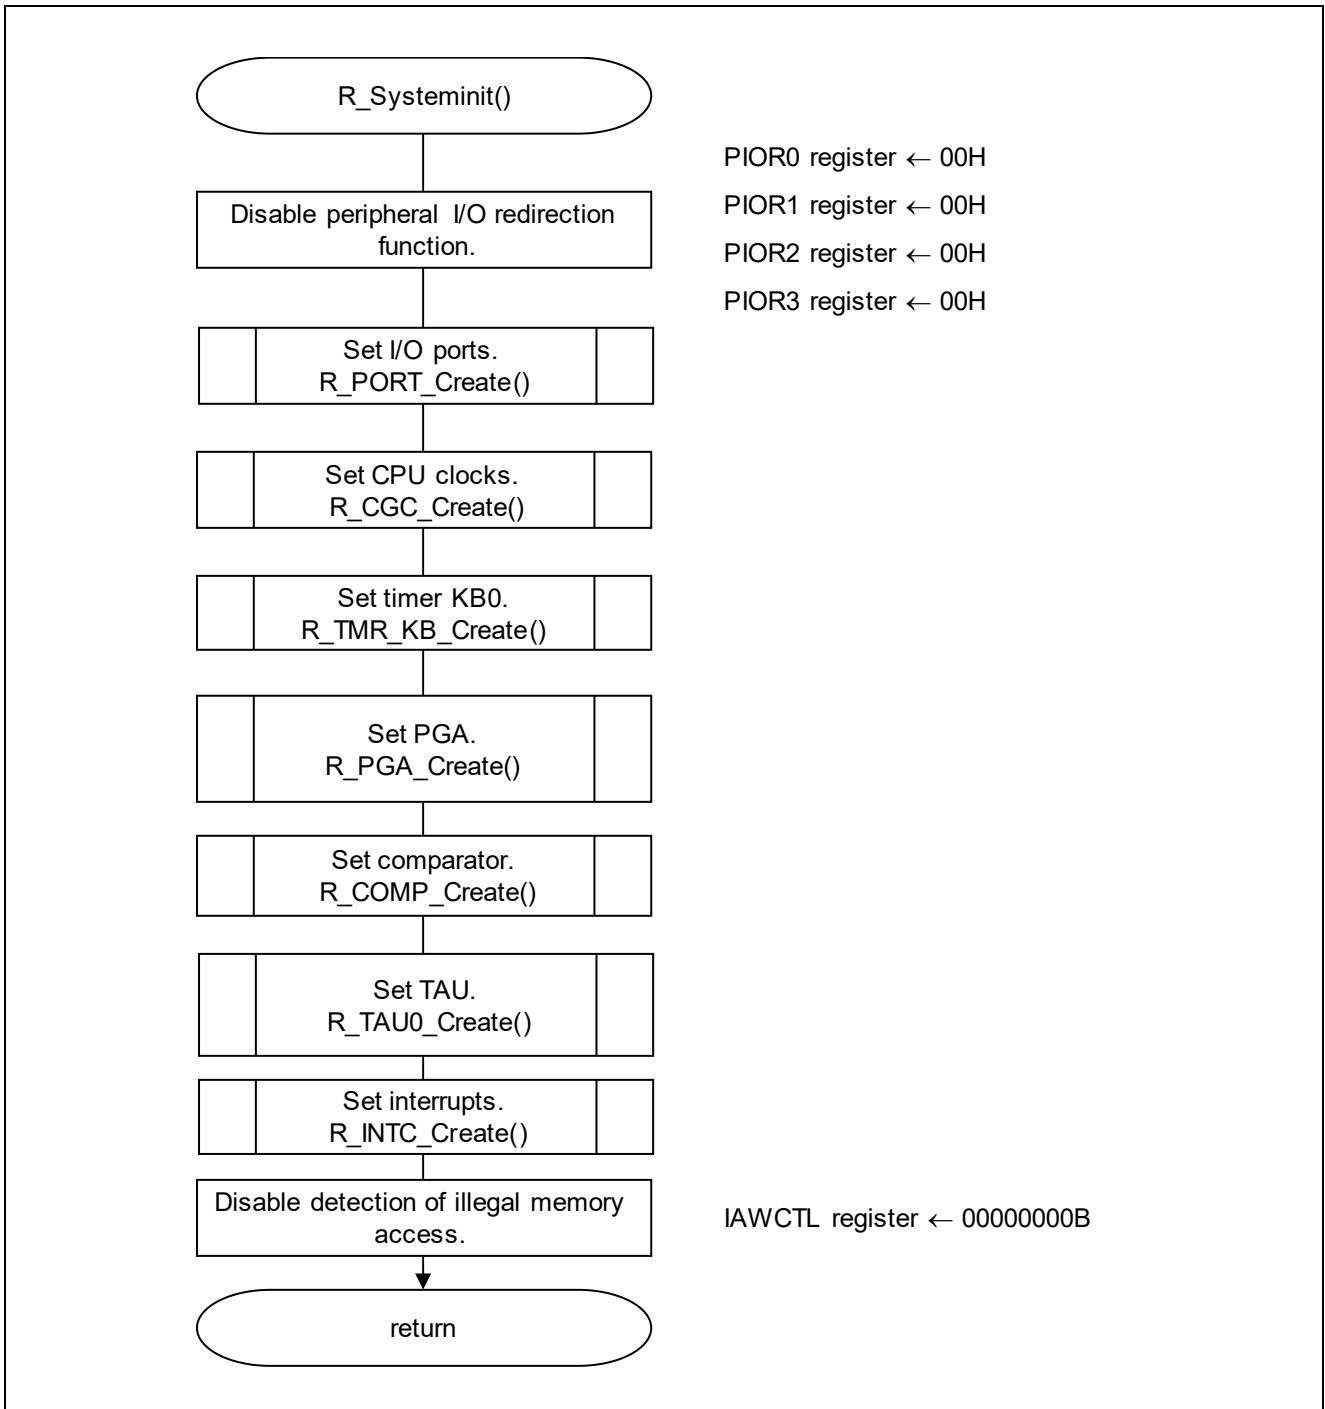 R_Systeminit()
PIOR0 register ← 00H
Disable peripheral I/O redirection
function.
PIOR1 register ← 00H
PIOR2 register ← 00H
PIOR3 register ← 00H
Set I/O ports.
R_PORT_Create()
Set CPU clocks.
R_CGC_Create()
Set timer KB0.
R_TMR_KB_Create()
Set PGA.
R_PGA_Create()
Set comparator.
R_COMP_Create()
Set TAU.
R_TAU0_Create()
Set interrupts.
R_INTC_Create()
Disable detection of illegal memory
access.
IAWCTL register ← 00000000B
return